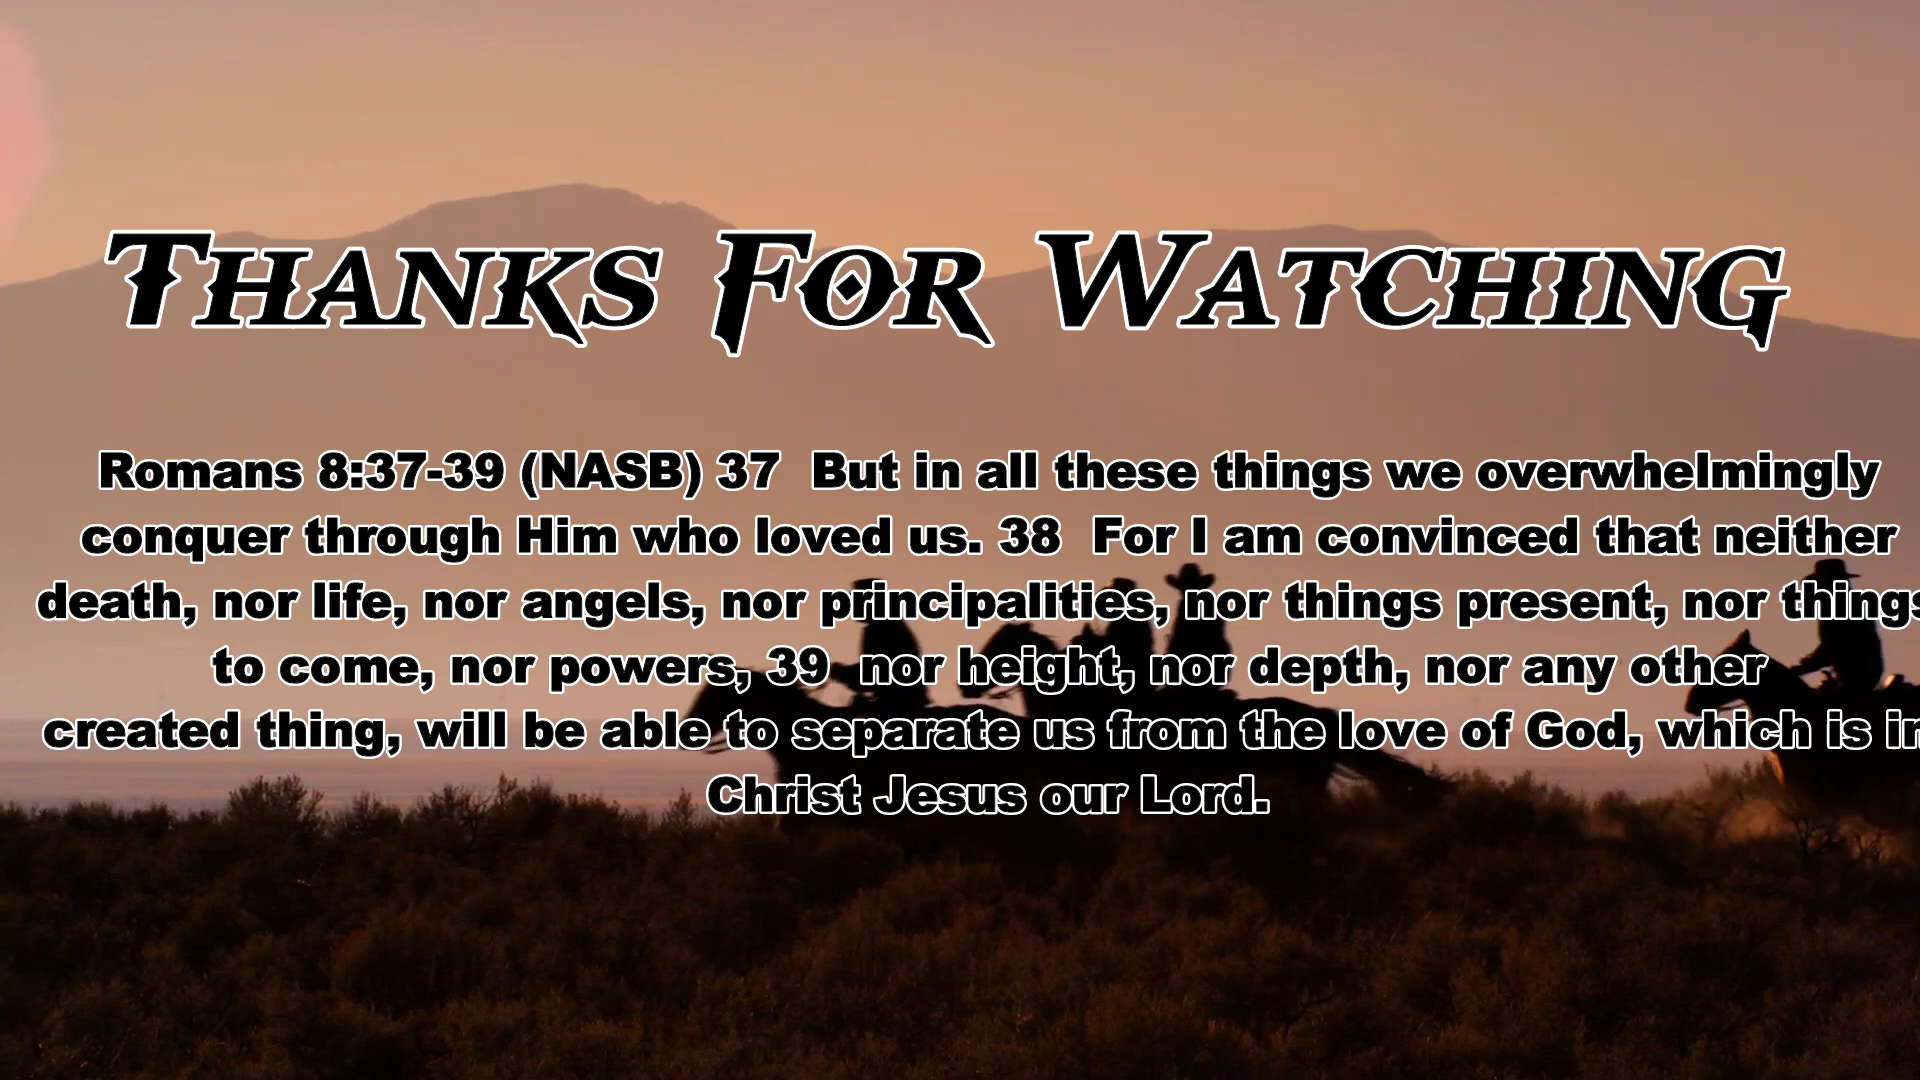 Thanks For Watching
Romans 8:37-39 (NASB) 37  But in all these things we overwhelmingly
conquer through Him who loved us. 38  For I am convinced that neither
death, nor life, nor angels, nor principalities, nor things present, nor things
to come, nor powers, 39  nor height, nor depth, nor any other
created thing, will be able to separate us from the love of God, which is in
Christ Jesus our Lord.